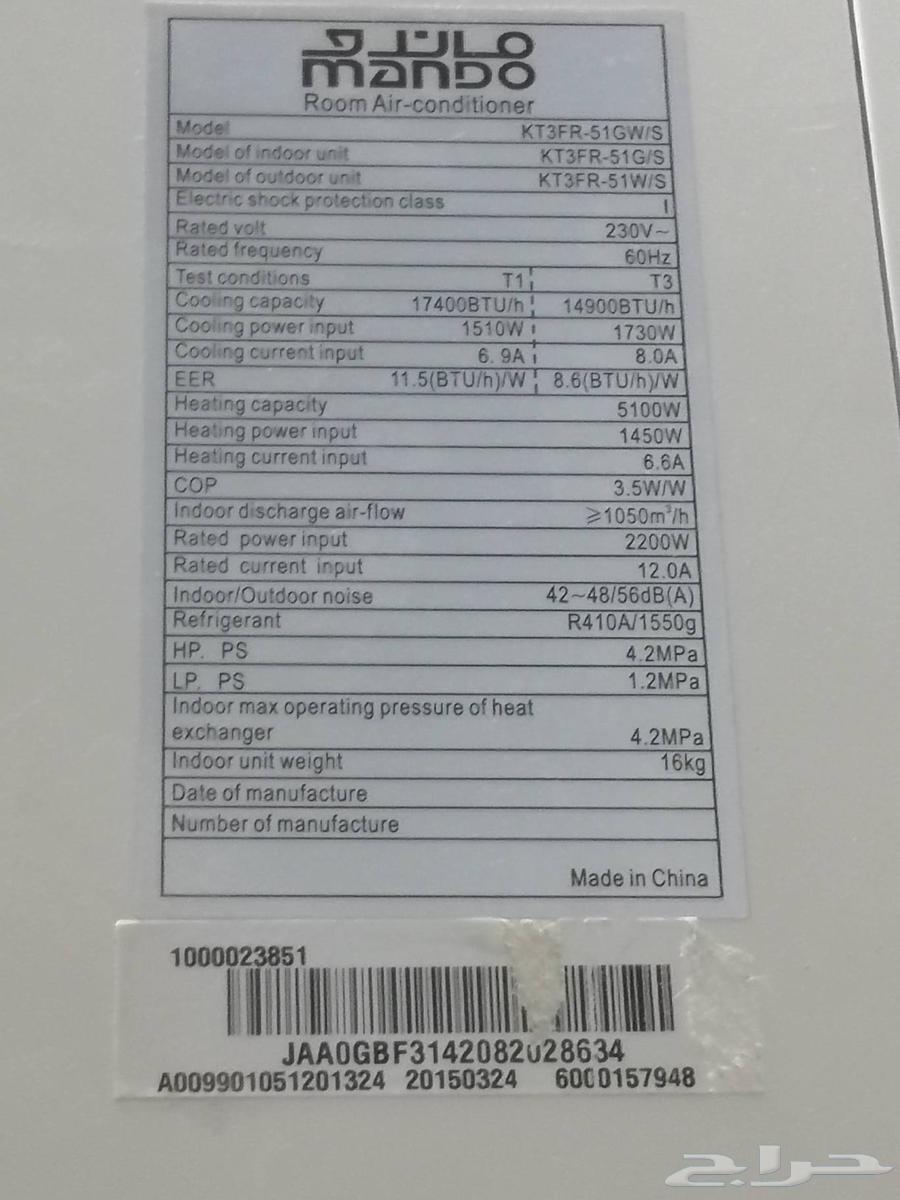 ماندو
manDO
Room Air-conditioner
Model KT3FR-51GW/S
Model of indoor unit KT3FR-51G/S
Model of outdoor unit KT3FR-51W/S
Electric shock protection class I
Rated volt 230V~
Rated frequency 60Hz
Test conditions T1 T3
Cooling capacity 17400BTU/h 14900BTU/h
Cooling power input 1510W 1730W
Cooling current input 6.9A 8.0A
EER 11.5(BTU/h)/W 8.6(BTU/h)/W
Heating capacity 5100W
Heating power input 1450W
Heating current input 6.6A
COP 3.5W/W
Indoor discharge air-flow ≥1050m³/h
Rated power input 2200W
Rated current input 12.0A
Indoor/Outdoor noise 42~48/56dB(A)
Refrigerant R410A/1550g
HP. PS 4.2MPa
LP. PS 1.2MPa
Indoor max operating pressure of heat
exchanger 4.2MPa
Indoor unit weight 16kg
Date of manufacture
Number of manufacture
Made in China
1000023851
JAA0GBF3142082028634
A009901051201324 20150324 6000157948
حراج